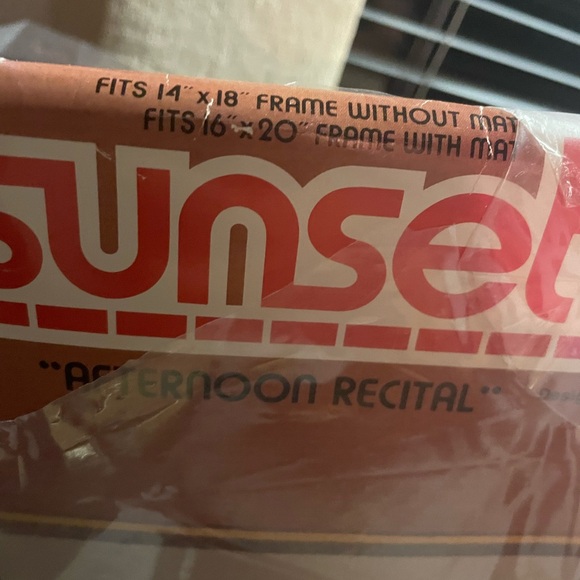 FITS 14" x 18" FRAME WITHOUT MAT
FITS 16" x 20" FRAME WITH MAT
sunset
"AFTERNOON RECITAL"